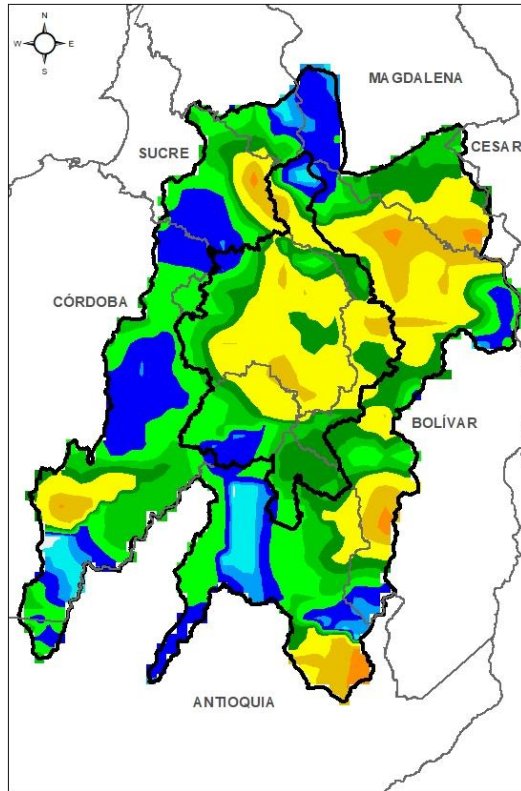 N
W E
S
MAGDALENA
CESAR
SUCRE
CÓRDOBA
BOLÍVAR
ANTIOQUIA